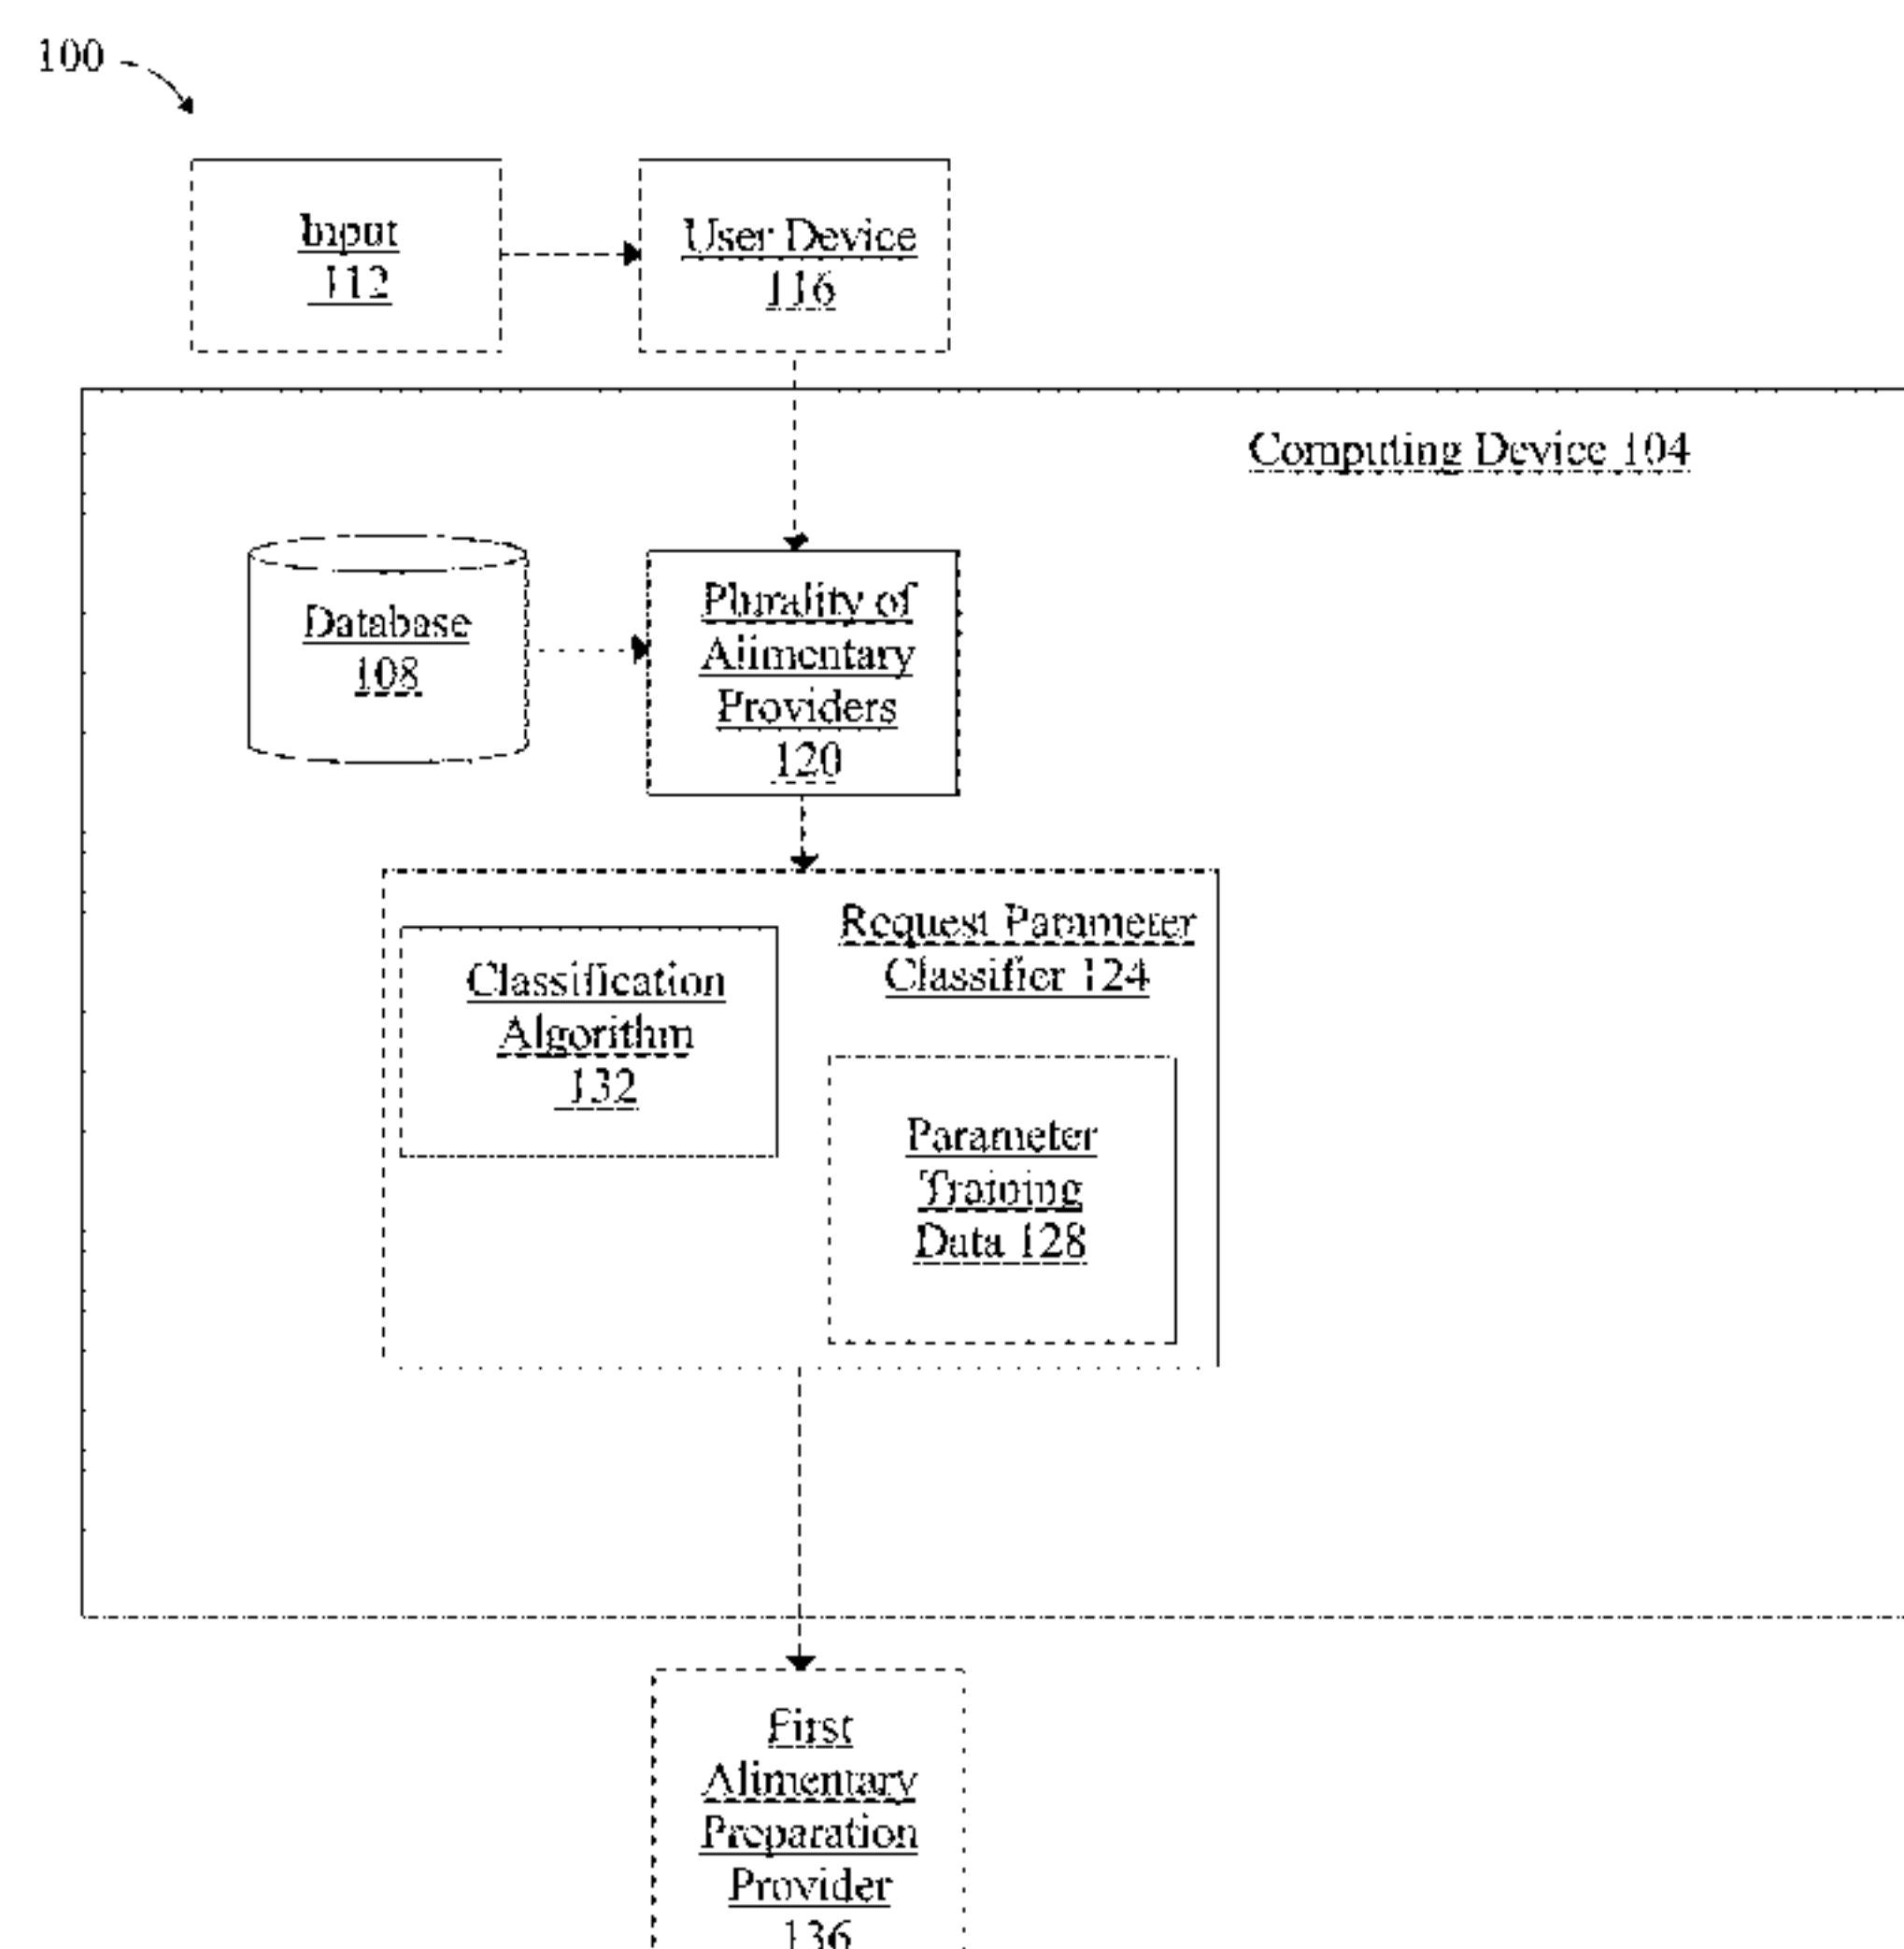 100
Input
112
User Device
116
Computing Device 104
Database
108
Plurality of
Alimentary
Providers
120
Request Parameter
Classifier 124
Classification
Algorithm
132
Parameter
Training
Data 128
First
Alimentary
Preparation
Provider
136